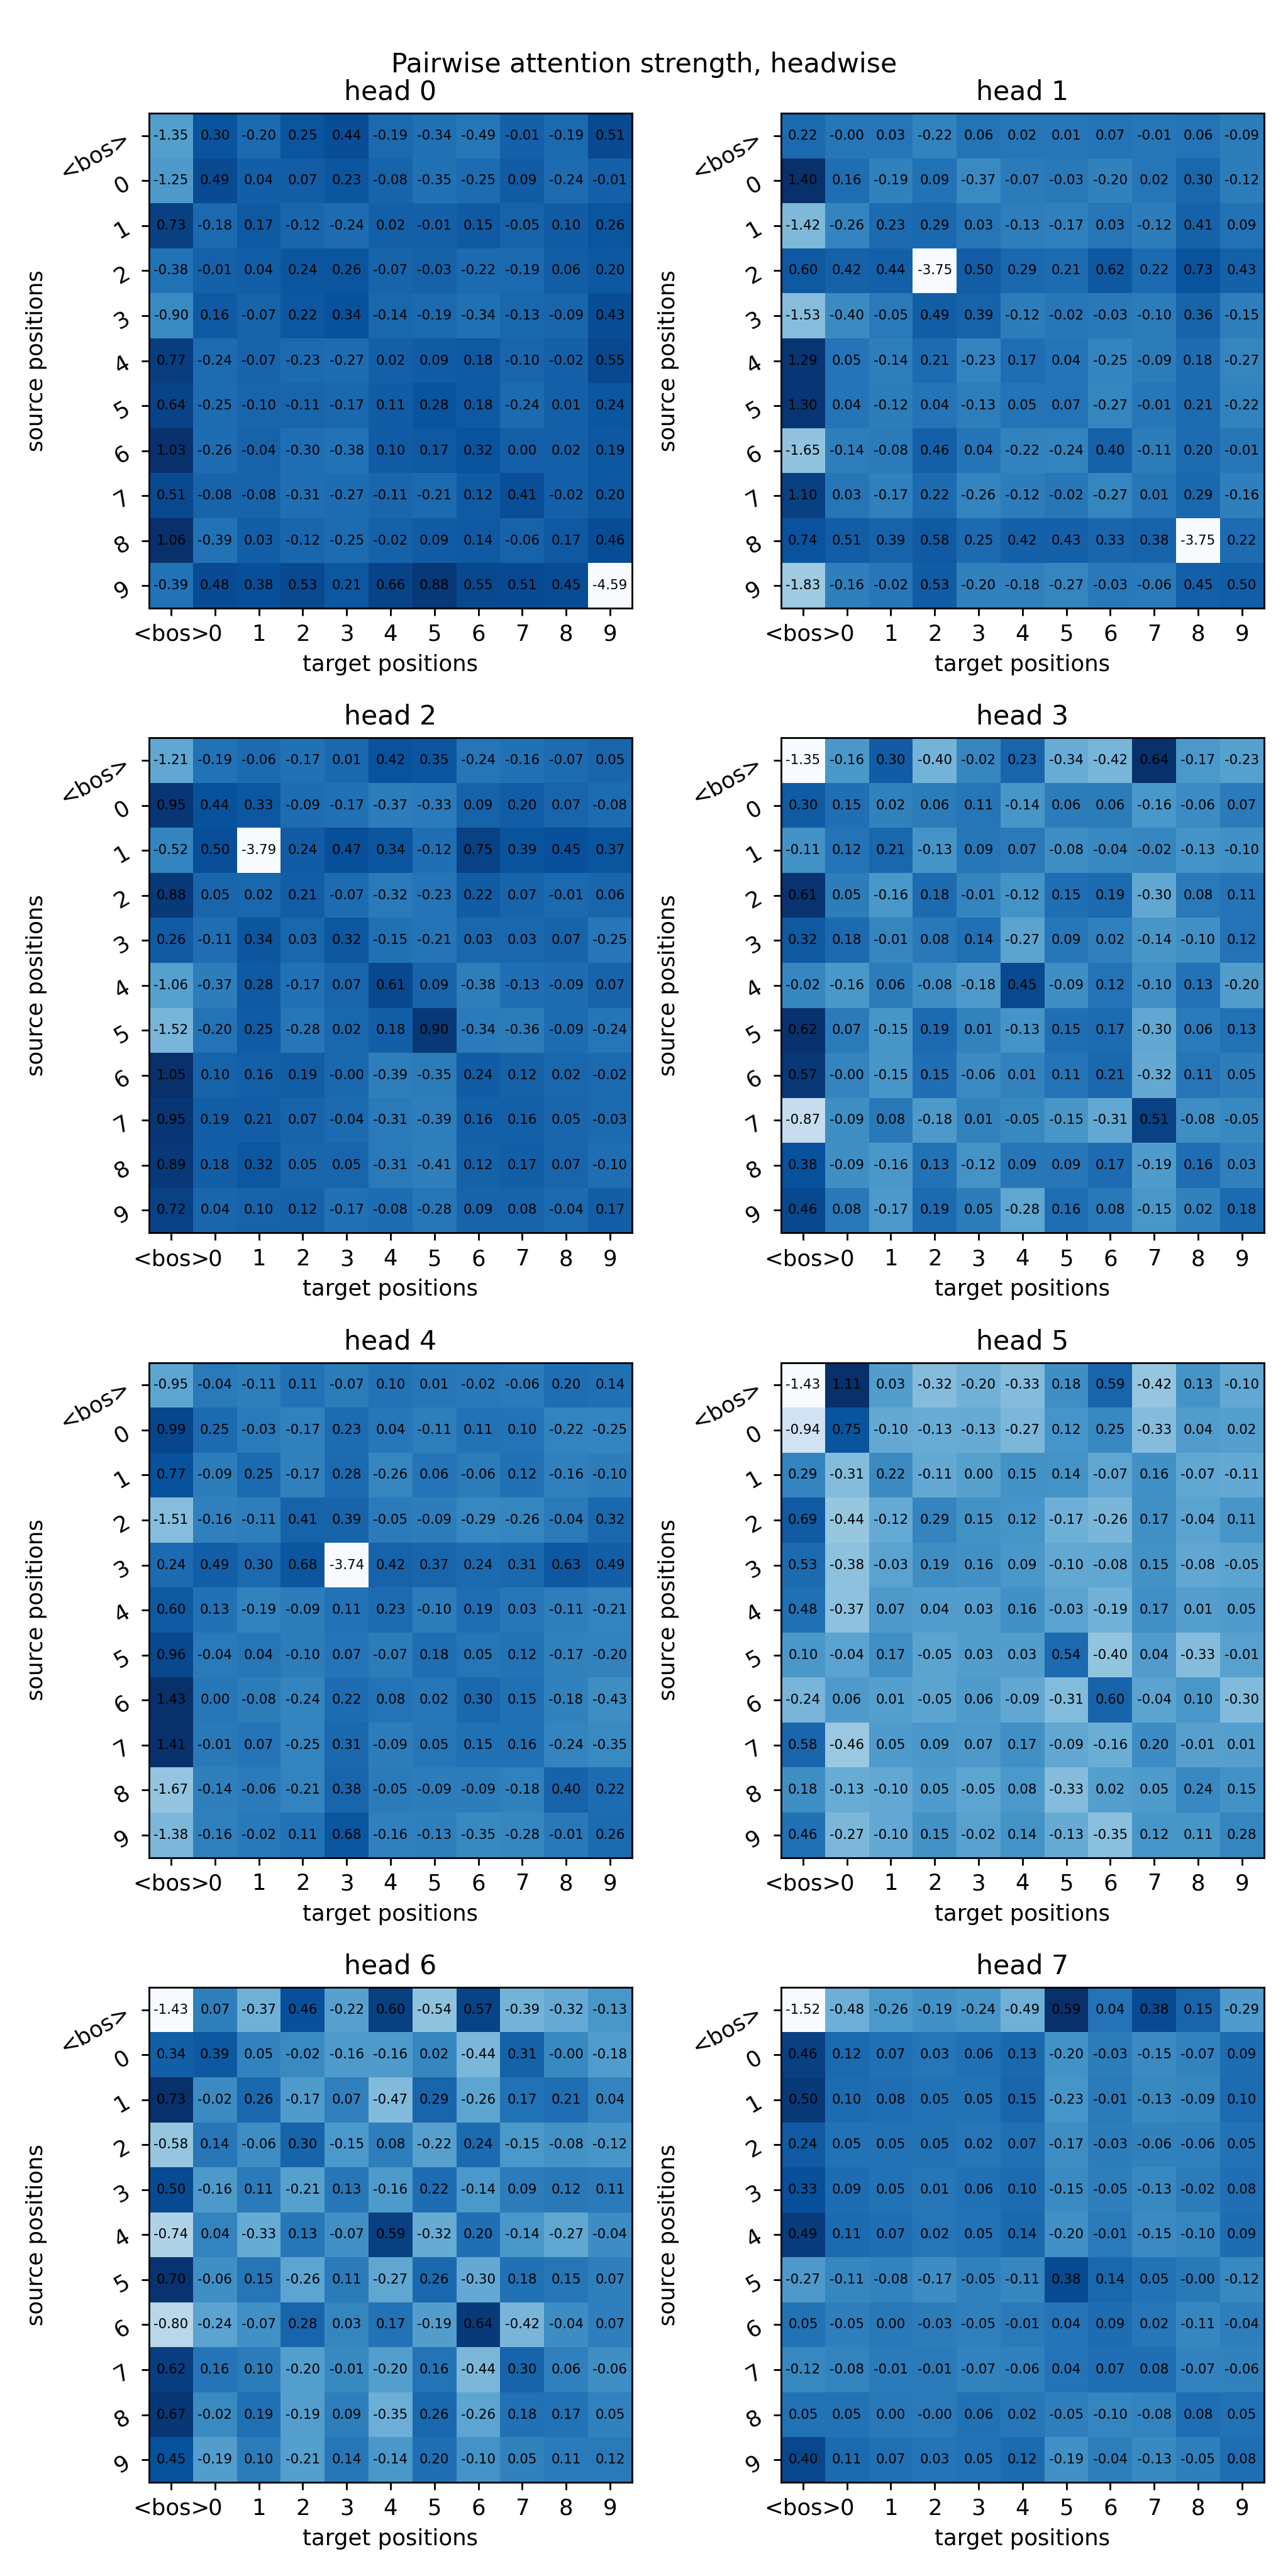 Pairwise attention strength, headwise
head 0
source positions
<bos> -1.35 0.30 -0.20 0.25 0.44 -0.19 -0.34 -0.49 -0.01 -0.19 0.51
0 -1.25 0.49 0.04 0.07 0.23 -0.08 -0.35 -0.25 0.09 -0.24 -0.01
1 0.73 -0.18 0.17 -0.12 -0.24 0.02 -0.01 0.15 -0.05 0.10 0.26
2 -0.38 -0.01 0.04 0.24 0.26 -0.07 -0.03 -0.22 -0.19 0.06 0.20
3 -0.90 0.16 -0.07 0.22 0.34 -0.14 -0.19 -0.34 -0.13 -0.09 0.43
4 0.77 -0.24 -0.07 -0.23 -0.27 0.02 0.09 0.18 -0.10 -0.02 0.55
5 0.64 -0.25 -0.10 -0.11 -0.17 0.11 0.28 0.18 -0.24 0.01 0.24
6 1.03 -0.26 -0.04 -0.30 -0.38 0.10 0.17 0.32 0.00 0.02 0.19
7 0.51 -0.08 -0.08 -0.31 -0.27 -0.11 -0.21 0.12 0.41 -0.02 0.20
8 1.06 -0.39 0.03 -0.12 -0.25 -0.02 0.09 0.14 -0.06 0.17 0.46
9 -0.39 0.48 0.38 0.53 0.21 0.66 0.88 0.55 0.51 0.45 -4.59
<bos> 0 1 2 3 4 5 6 7 8 9
target positions
head 1
source positions
<bos> 0.22 -0.00 0.03 -0.22 0.06 0.02 0.01 0.07 -0.01 0.06 -0.09
0 1.40 0.16 -0.19 0.09 -0.37 -0.07 -0.03 -0.20 0.02 0.30 -0.12
1 -1.42 -0.26 0.23 0.29 0.03 -0.13 -0.17 0.03 -0.12 0.41 0.09
2 0.60 0.42 0.44 -3.75 0.50 0.29 0.21 0.62 0.22 0.73 0.43
3 -1.53 -0.40 -0.05 0.49 0.39 -0.12 -0.02 -0.03 -0.10 0.36 -0.15
4 1.29 0.05 -0.14 0.21 -0.23 0.17 0.04 -0.25 -0.09 0.18 -0.27
5 1.30 0.04 -0.12 0.04 -0.13 0.05 0.07 -0.27 -0.01 0.21 -0.22
6 -1.65 -0.14 -0.08 0.46 0.04 -0.22 -0.24 0.40 -0.11 0.20 -0.01
7 1.10 0.03 -0.17 0.22 -0.26 -0.12 -0.02 -0.27 0.01 0.29 -0.16
8 0.74 0.51 0.39 0.58 0.25 0.42 0.43 0.33 0.38 -3.75 0.22
9 -1.83 -0.16 -0.02 0.53 -0.20 -0.18 -0.27 -0.03 -0.06 0.45 0.50
<bos> 0 1 2 3 4 5 6 7 8 9
target positions
head 2
source positions
<bos> -1.21 -0.19 -0.06 -0.17 0.01 0.42 0.35 -0.24 -0.16 -0.07 0.05
0 0.95 0.44 0.33 -0.09 -0.17 -0.37 -0.33 0.09 0.20 0.07 -0.08
1 -0.52 0.50 -3.79 0.24 0.47 0.34 -0.12 0.75 0.39 0.45 0.37
2 0.88 0.05 0.02 0.21 -0.07 -0.32 -0.23 0.22 0.07 -0.01 0.06
3 0.26 -0.11 0.34 0.03 0.32 -0.15 -0.21 0.03 0.03 0.07 -0.25
4 -1.06 -0.37 0.28 -0.17 0.07 0.61 0.09 -0.38 -0.13 -0.09 0.07
5 -1.52 -0.20 0.25 -0.28 0.02 0.18 0.90 -0.34 -0.36 -0.09 -0.24
6 1.05 0.10 0.16 0.19 -0.00 -0.39 -0.35 0.24 0.12 0.02 -0.02
7 0.95 0.19 0.21 0.07 -0.04 -0.31 -0.39 0.16 0.16 0.05 -0.03
8 0.89 0.18 0.32 0.05 0.05 -0.31 -0.41 0.12 0.17 0.07 -0.10
9 0.72 0.04 0.10 0.12 -0.17 -0.08 -0.28 0.09 0.08 -0.04 0.17
<bos> 0 1 2 3 4 5 6 7 8 9
target positions
head 3
source positions
<bos> -1.35 -0.16 0.30 -0.40 -0.02 0.23 -0.34 -0.42 0.64 -0.17 -0.23
0 0.30 0.15 0.02 0.06 0.11 -0.14 0.06 0.06 -0.16 -0.06 0.07
1 -0.11 0.12 0.21 -0.13 0.09 0.07 -0.08 -0.04 -0.02 -0.13 -0.10
2 0.61 0.05 -0.16 0.18 -0.01 -0.12 0.15 0.19 -0.30 0.08 0.11
3 0.32 0.18 -0.01 0.08 0.14 -0.27 0.09 0.02 -0.14 -0.10 0.12
4 -0.02 -0.16 0.06 -0.08 -0.18 0.45 -0.09 0.12 -0.10 0.13 -0.20
5 0.62 0.07 -0.15 0.19 0.01 -0.13 0.15 0.17 -0.30 0.06 0.13
6 0.57 -0.00 -0.15 0.15 -0.06 0.01 0.11 0.21 -0.32 0.11 0.05
7 -0.87 -0.09 0.08 -0.18 0.01 -0.05 -0.15 -0.31 0.51 -0.08 -0.05
8 0.38 -0.09 -0.16 0.13 -0.12 0.09 0.09 0.17 -0.19 0.16 0.03
9 0.46 0.08 -0.17 0.19 0.05 -0.28 0.16 0.08 -0.15 0.02 0.18
<bos> 0 1 2 3 4 5 6 7 8 9
target positions
head 4
source positions
<bos> -0.95 -0.04 -0.11 0.11 -0.07 0.10 0.01 -0.02 -0.06 0.20 0.14
0 0.99 0.25 -0.03 -0.17 0.23 0.04 -0.11 0.11 0.10 -0.22 -0.25
1 0.77 -0.09 0.25 -0.17 0.28 -0.26 0.06 -0.06 0.12 -0.16 -0.10
2 -1.51 -0.16 -0.11 0.41 0.39 -0.05 -0.09 -0.29 -0.26 -0.04 0.32
3 0.24 0.49 0.30 0.68 -3.74 0.42 0.37 0.24 0.31 0.63 0.49
4 0.60 0.13 -0.19 -0.09 0.11 0.23 -0.10 0.19 0.03 -0.11 -0.21
5 0.96 -0.04 0.04 -0.10 0.07 -0.07 0.18 0.05 0.12 -0.17 -0.20
6 1.43 0.00 -0.08 -0.24 0.22 0.08 0.02 0.30 0.15 -0.18 -0.43
7 1.41 -0.01 0.07 -0.25 0.31 -0.09 0.05 0.15 0.16 -0.24 -0.35
8 -1.67 -0.14 -0.06 -0.21 0.38 -0.05 -0.09 -0.09 -0.18 0.40 0.22
9 -1.38 -0.16 -0.02 0.11 0.68 -0.16 -0.13 -0.35 -0.28 -0.01 0.26
<bos> 0 1 2 3 4 5 6 7 8 9
target positions
head 5
source positions
<bos> -1.43 1.11 0.03 -0.32 -0.20 -0.33 0.18 0.59 -0.42 0.13 -0.10
0 -0.94 0.75 -0.10 -0.13 -0.13 -0.27 0.12 0.25 -0.33 0.04 0.02
1 0.29 -0.31 0.22 -0.11 0.00 0.15 0.14 -0.07 0.16 -0.07 -0.11
2 0.69 -0.44 -0.12 0.29 0.15 0.12 -0.17 -0.26 0.17 -0.04 0.11
3 0.53 -0.38 -0.03 0.19 0.16 0.09 -0.10 -0.08 0.15 -0.08 -0.05
4 0.48 -0.37 0.07 0.04 0.03 0.16 -0.03 -0.19 0.17 0.01 0.05
5 0.10 -0.04 0.17 -0.05 0.03 0.03 0.54 -0.40 0.04 -0.33 -0.01
6 -0.24 0.06 0.01 -0.05 0.06 -0.09 -0.31 0.60 -0.04 0.10 -0.30
7 0.58 -0.46 0.05 0.09 0.07 0.17 -0.09 -0.16 0.20 -0.01 0.01
8 0.18 -0.13 -0.10 0.05 -0.05 0.08 -0.33 0.02 0.05 0.24 0.15
9 0.46 -0.27 -0.10 0.15 -0.02 0.14 -0.13 -0.35 0.12 0.11 0.28
<bos> 0 1 2 3 4 5 6 7 8 9
target positions
head 6
source positions
<bos> -1.43 0.07 -0.37 0.46 -0.22 0.60 -0.54 0.57 -0.39 -0.32 -0.13
0 0.34 0.39 0.05 -0.02 -0.16 -0.16 0.02 -0.44 0.31 -0.00 -0.18
1 0.73 -0.02 0.26 -0.17 0.07 -0.47 0.29 -0.26 0.17 0.21 0.04
2 -0.58 0.14 -0.06 0.30 -0.15 0.08 -0.22 0.24 -0.15 -0.08 -0.12
3 0.50 -0.16 0.11 -0.21 0.13 -0.16 0.22 -0.14 0.09 0.12 0.11
4 -0.74 0.04 -0.33 0.13 -0.07 0.59 -0.32 0.20 -0.14 -0.27 -0.04
5 0.70 -0.06 0.15 -0.26 0.11 -0.27 0.26 -0.30 0.18 0.15 0.07
6 -0.80 -0.24 -0.07 0.28 0.03 0.17 -0.19 0.64 -0.42 -0.04 0.07
7 0.62 0.16 0.10 -0.20 -0.01 -0.20 0.16 -0.44 0.30 0.06 -0.06
8 0.67 -0.02 0.19 -0.19 0.09 -0.35 0.26 -0.26 0.18 0.17 0.05
9 0.45 -0.19 0.10 -0.21 0.14 -0.14 0.20 -0.10 0.05 0.11 0.12
<bos> 0 1 2 3 4 5 6 7 8 9
target positions
head 7
source positions
<bos> -1.52 -0.48 -0.26 -0.19 -0.24 -0.49 0.59 0.04 0.38 0.15 -0.29
0 0.46 0.12 0.07 0.03 0.06 0.13 -0.20 -0.03 -0.15 -0.07 0.09
1 0.50 0.10 0.08 0.05 0.05 0.15 -0.23 -0.01 -0.13 -0.09 0.10
2 0.24 0.05 0.05 0.05 0.02 0.07 -0.17 -0.03 -0.06 -0.06 0.05
3 0.33 0.09 0.05 0.01 0.06 0.10 -0.15 -0.05 -0.13 -0.02 0.08
4 0.49 0.11 0.07 0.02 0.05 0.14 -0.20 -0.01 -0.15 -0.10 0.09
5 -0.27 -0.11 -0.08 -0.17 -0.05 -0.11 0.38 0.14 0.05 -0.00 -0.12
6 0.05 -0.05 0.00 -0.03 -0.05 -0.01 0.04 0.09 0.02 -0.11 -0.04
7 -0.12 -0.08 -0.01 -0.01 -0.07 -0.06 0.04 0.07 0.08 -0.07 -0.06
8 0.05 0.05 0.00 -0.00 0.06 0.02 -0.05 -0.10 -0.08 0.08 0.05
9 0.40 0.11 0.07 0.03 0.05 0.12 -0.19 -0.04 -0.13 -0.05 0.08
<bos> 0 1 2 3 4 5 6 7 8 9
target positions